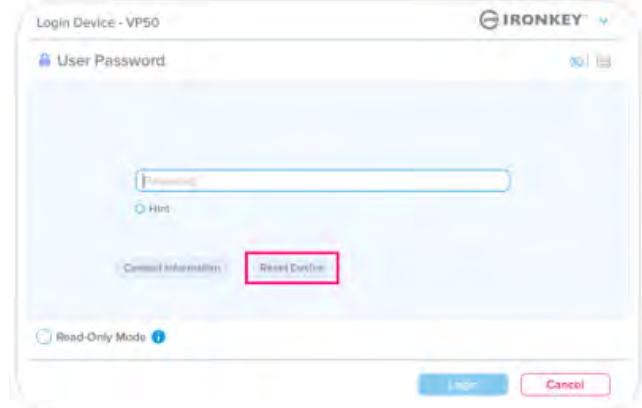 Login Device - VP50
IRONKEY
User Password
Password
Hint
Contact Information
Reset Device
Read-Only Mode
Login
Cancel